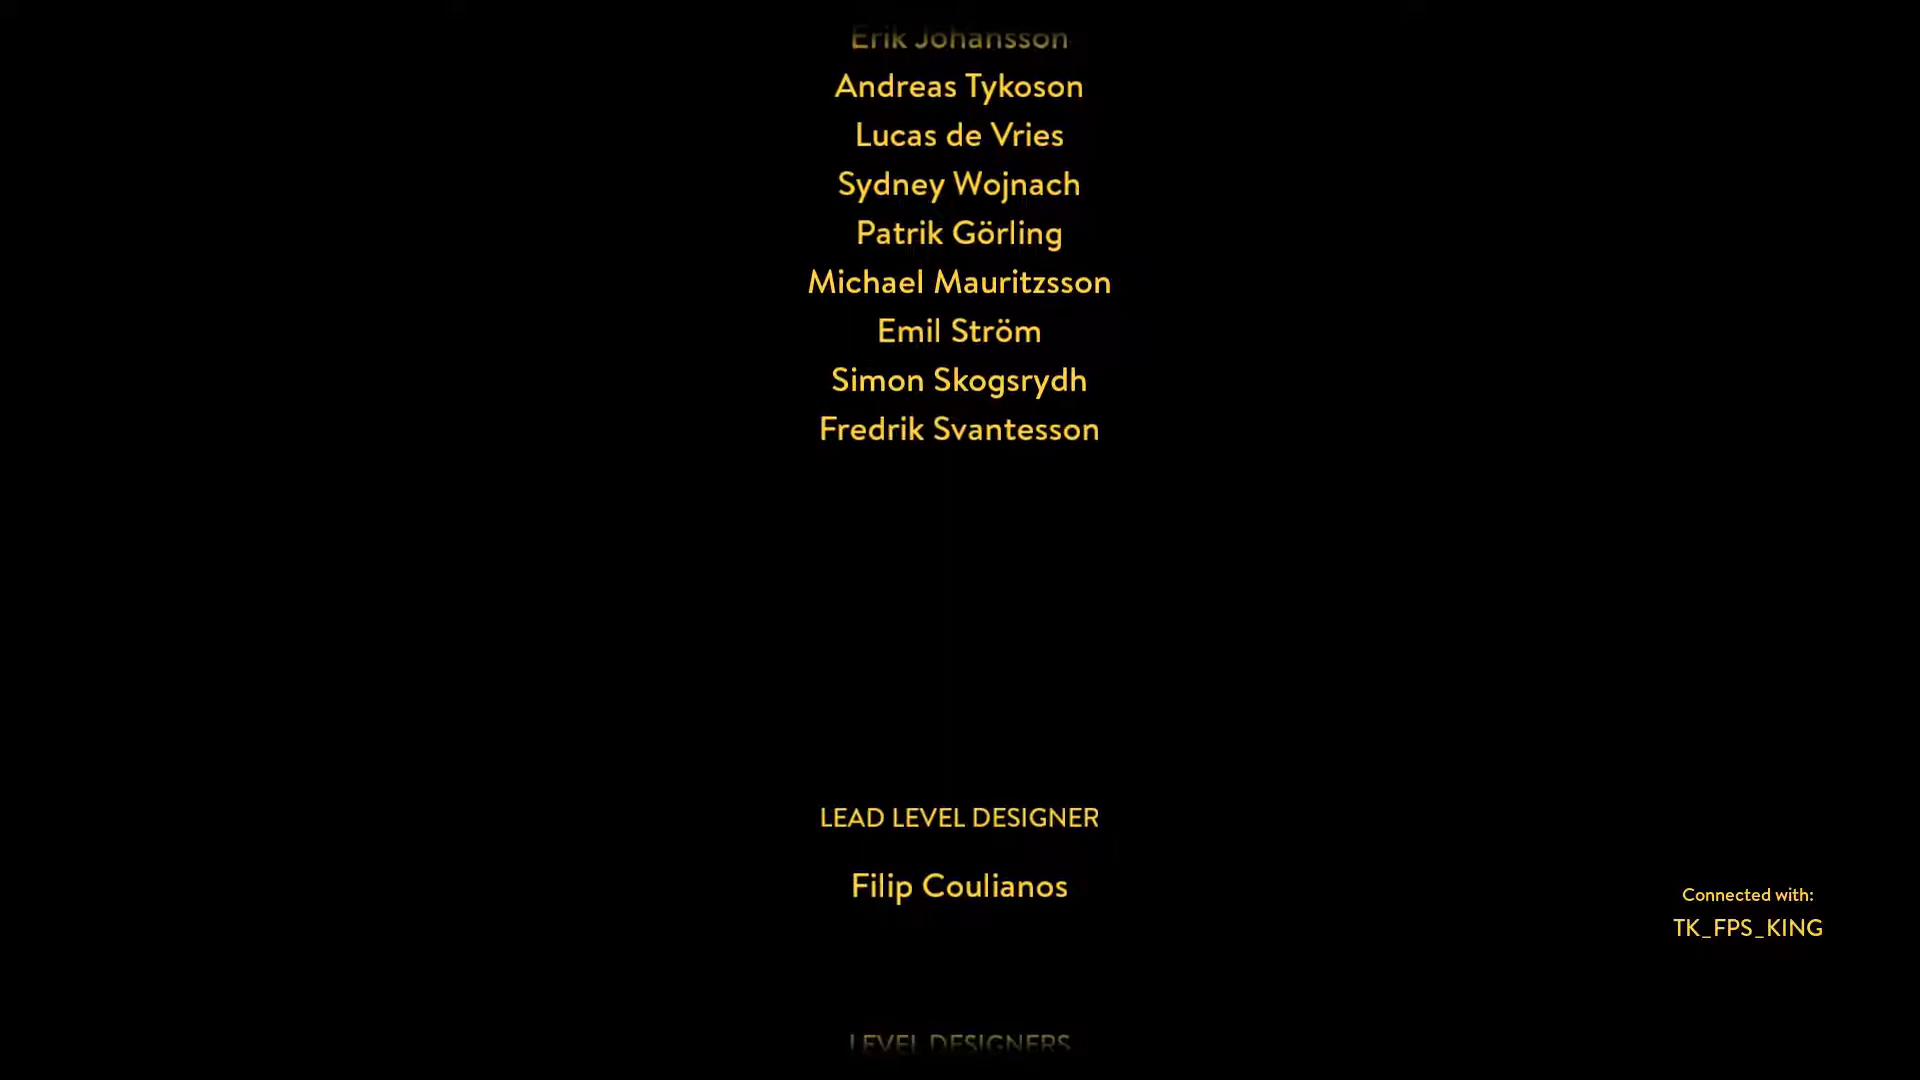 Erik Johansson
Andreas Tykoson
Lucas de Vries
Sydney Wojnach
Patrik Görling
Michael Mauritzsson
Emil Ström
Simon Skogsrydh
Fredrik Svantesson
LEAD LEVEL DESIGNER
Filip Coulianos
Connected with:
TK_FPS_KING
LEVEL DESIGNERS